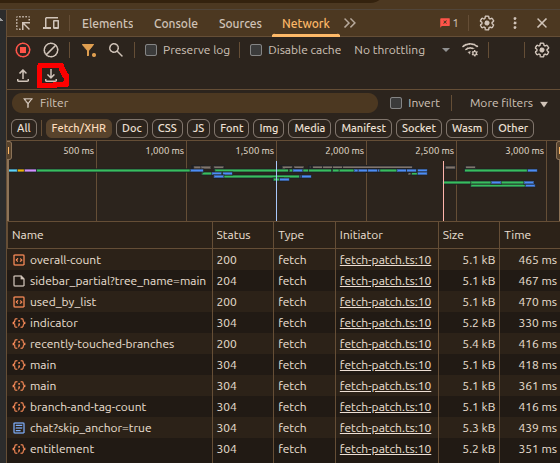 Elements Console Sources Network 1
Preserve log Disable cache No throttling
Filter Invert More filters
All Fetch/XHR Doc CSS JS Font Img Media Manifest Socket Wasm Other
500 ms 1,000 ms 1,500 ms 2,000 ms 2,500 ms 3,000 ms
Name Status Type Initiator Size Time
overall-count 200 fetch fetch-patch.ts:10 5.1 kB 465 ms
sidebar_partial?tree_name=main 204 fetch fetch-patch.ts:10 5.1 kB 467 ms
used_by_list 200 fetch fetch-patch.ts:10 5.1 kB 470 ms
indicator 304 fetch fetch-patch.ts:10 5.2 kB 330 ms
recently-touched-branches 200 fetch fetch-patch.ts:10 5.4 kB 416 ms
main 304 fetch fetch-patch.ts:10 5.1 kB 418 ms
main 304 fetch fetch-patch.ts:10 5.1 kB 361 ms
branch-and-tag-count 304 fetch fetch-patch.ts:10 5.1 kB 416 ms
chat?skip_anchor=true 304 fetch fetch-patch.ts:10 5.3 kB 439 ms
entitlement 304 fetch fetch-patch.ts:10 5.2 kB 351 ms